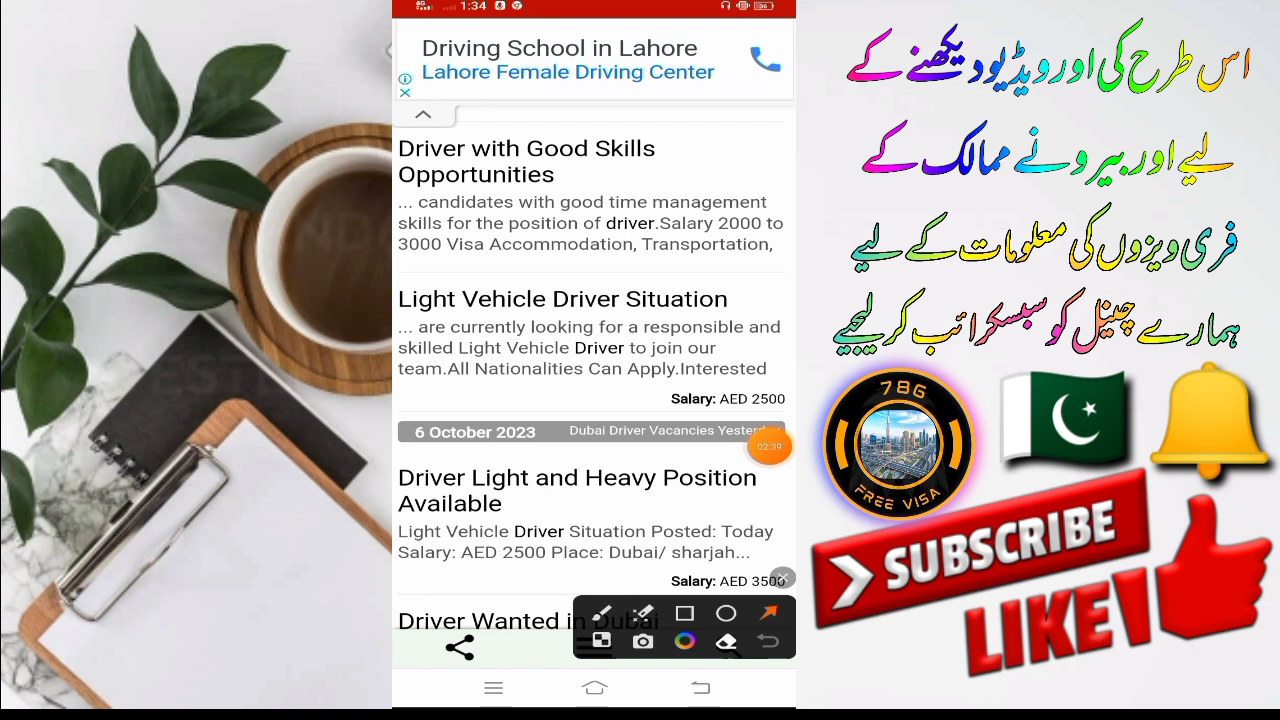 1:34
Driving School in Lahore
Lahore Female Driving Center
Driver with Good Skills
Opportunities
... candidates with good time management
skills for the position of driver.Salary 2000 to
3000 Visa Accommodation, Transportation,
Light Vehicle Driver Situation
... are currently looking for a responsible and
skilled Light Vehicle Driver to join our
team.All Nationalities Can Apply.Interested
Salary: AED 2500
6 October 2023 Dubai Driver Vacancies
02:39
Driver Light and Heavy Position
Available
Light Vehicle Driver Situation Posted: Today
Salary: AED 2500 Place: Dubai/ sharjah...
Salary: AED 3500
Driver Wanted in Dubai
اس طرح کی اور ویڈیو دیکھنے کے
لیے اور بیرونے ممالک کے
فری ویزوں کی معلومات کے لیے
ہمارے چینل کو سبسکرائب کر لیجیے
786
FREE VISA
SUBSCRIBE
LIKE